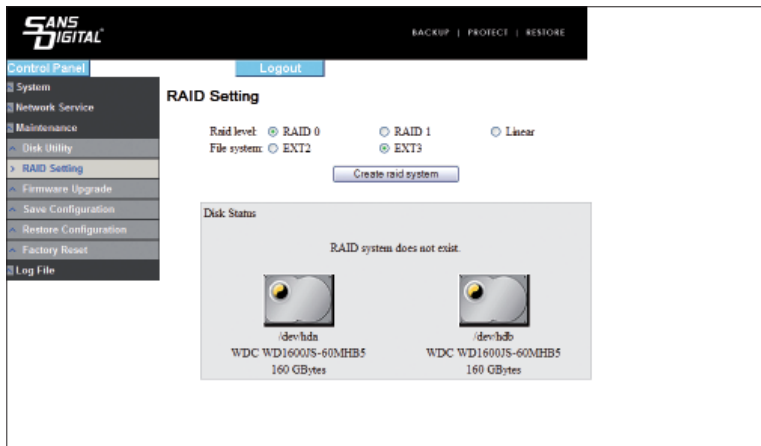 SANS DIGITAL
BACKUP | PROTECT | RESTORE
Control Panel
Logout
System
Network Service
Maintenance
Disk Utility
RAID Setting
Firmware Upgrade
Save Configuration
Restore Configuration
Factory Reset
Log File
RAID Setting
Raid level: RAID 0 RAID 1 Linear
File system: EXT2 EXT3
Create raid system
Disk Status
RAID system does not exist.
/dev/hda /dev/hdb
WDC WD1600JS-60MHB5 WDC WD1600JS-60MHB5
160 GBytes 160 GBytes